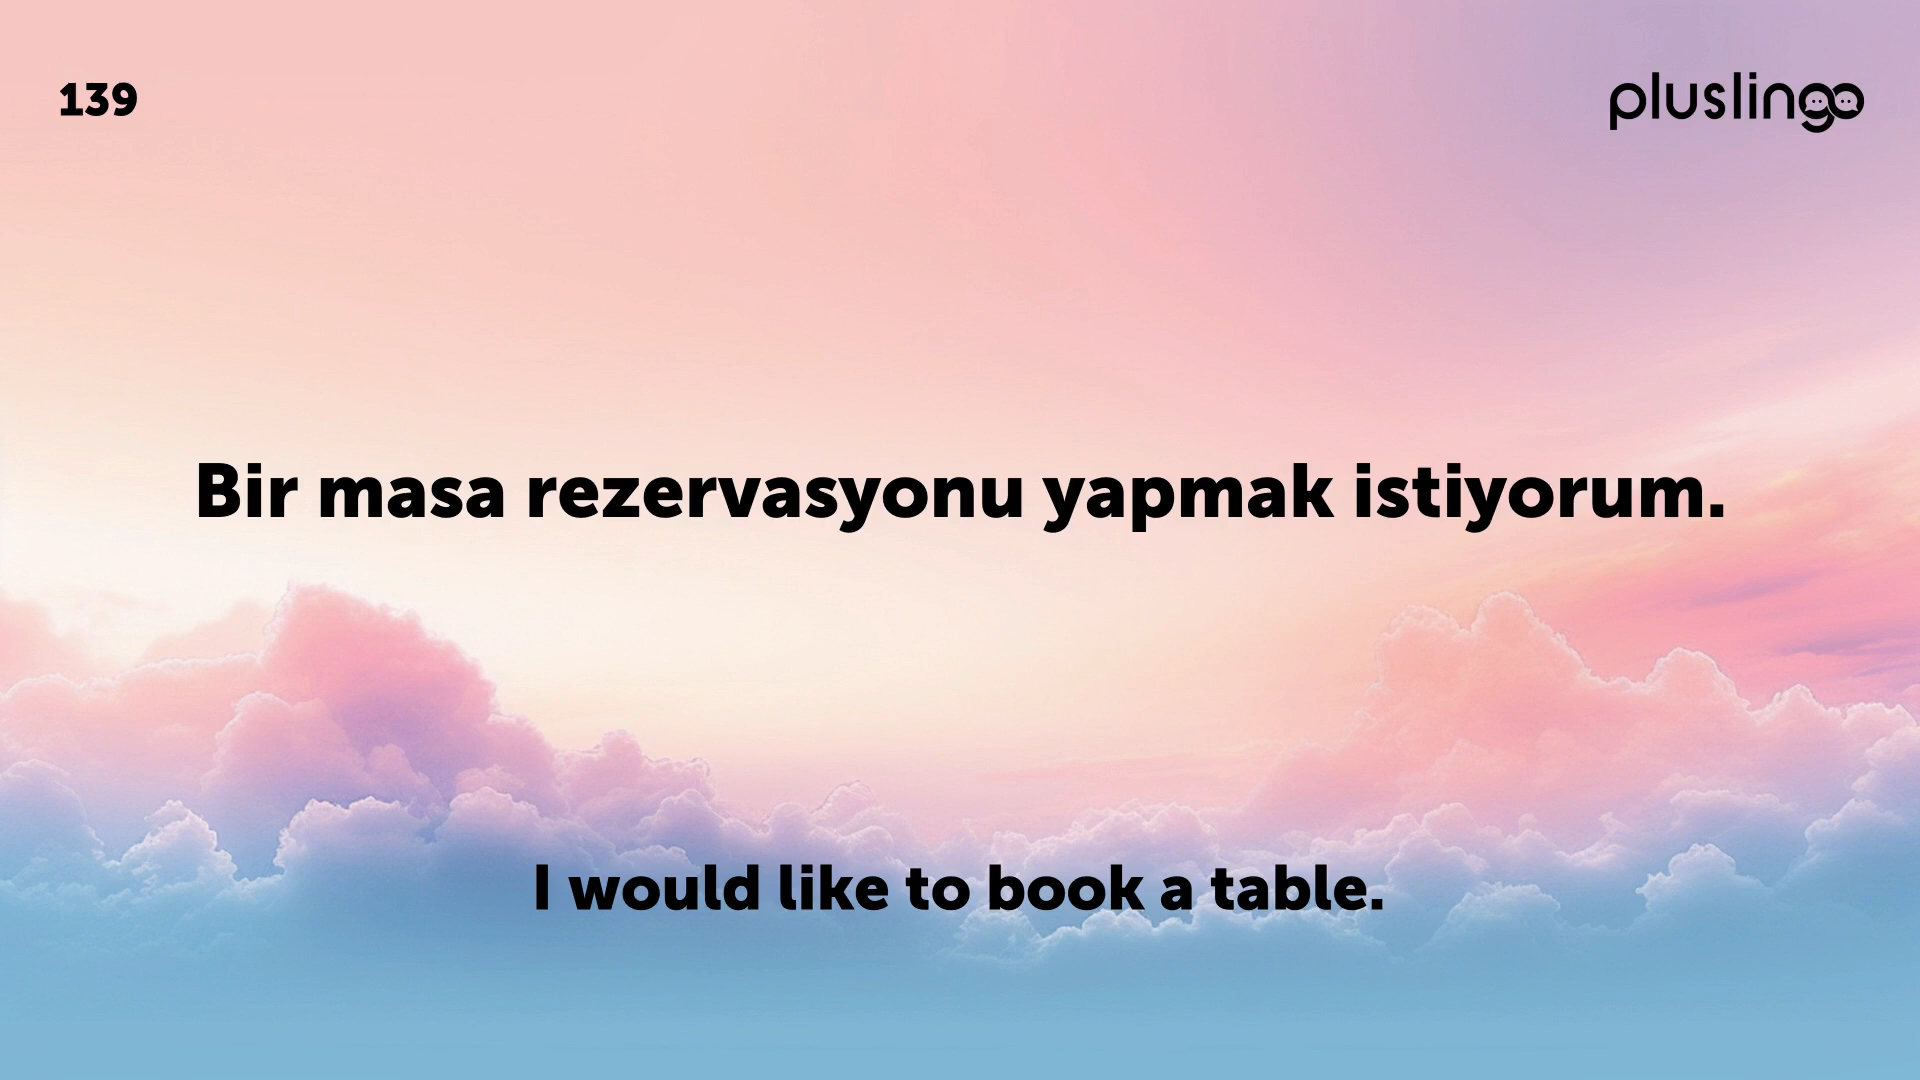 139
pluslingo
Bir masa rezervasyonu yapmak istiyorum.
I would like to book a table.